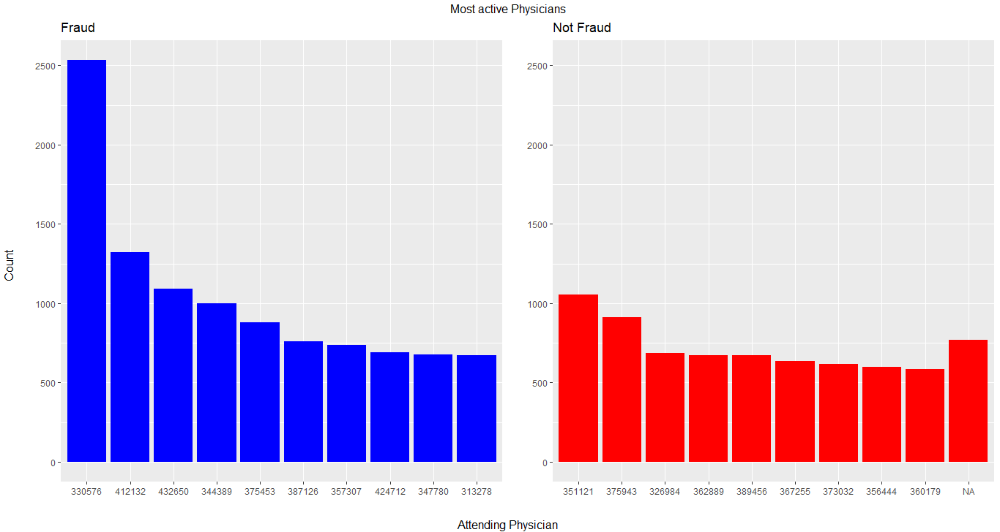 Most active Physicians
Fraud
Not Fraud
Count
2500
2000
1500
1000
500
0
330576 412132 432650 344389 375453 387126 357307 424712 347780 313278
2500
2000
1500
1000
500
0
351121 375943 326984 362889 389456 367255 373032 356444 360179 NA
Attending Physician